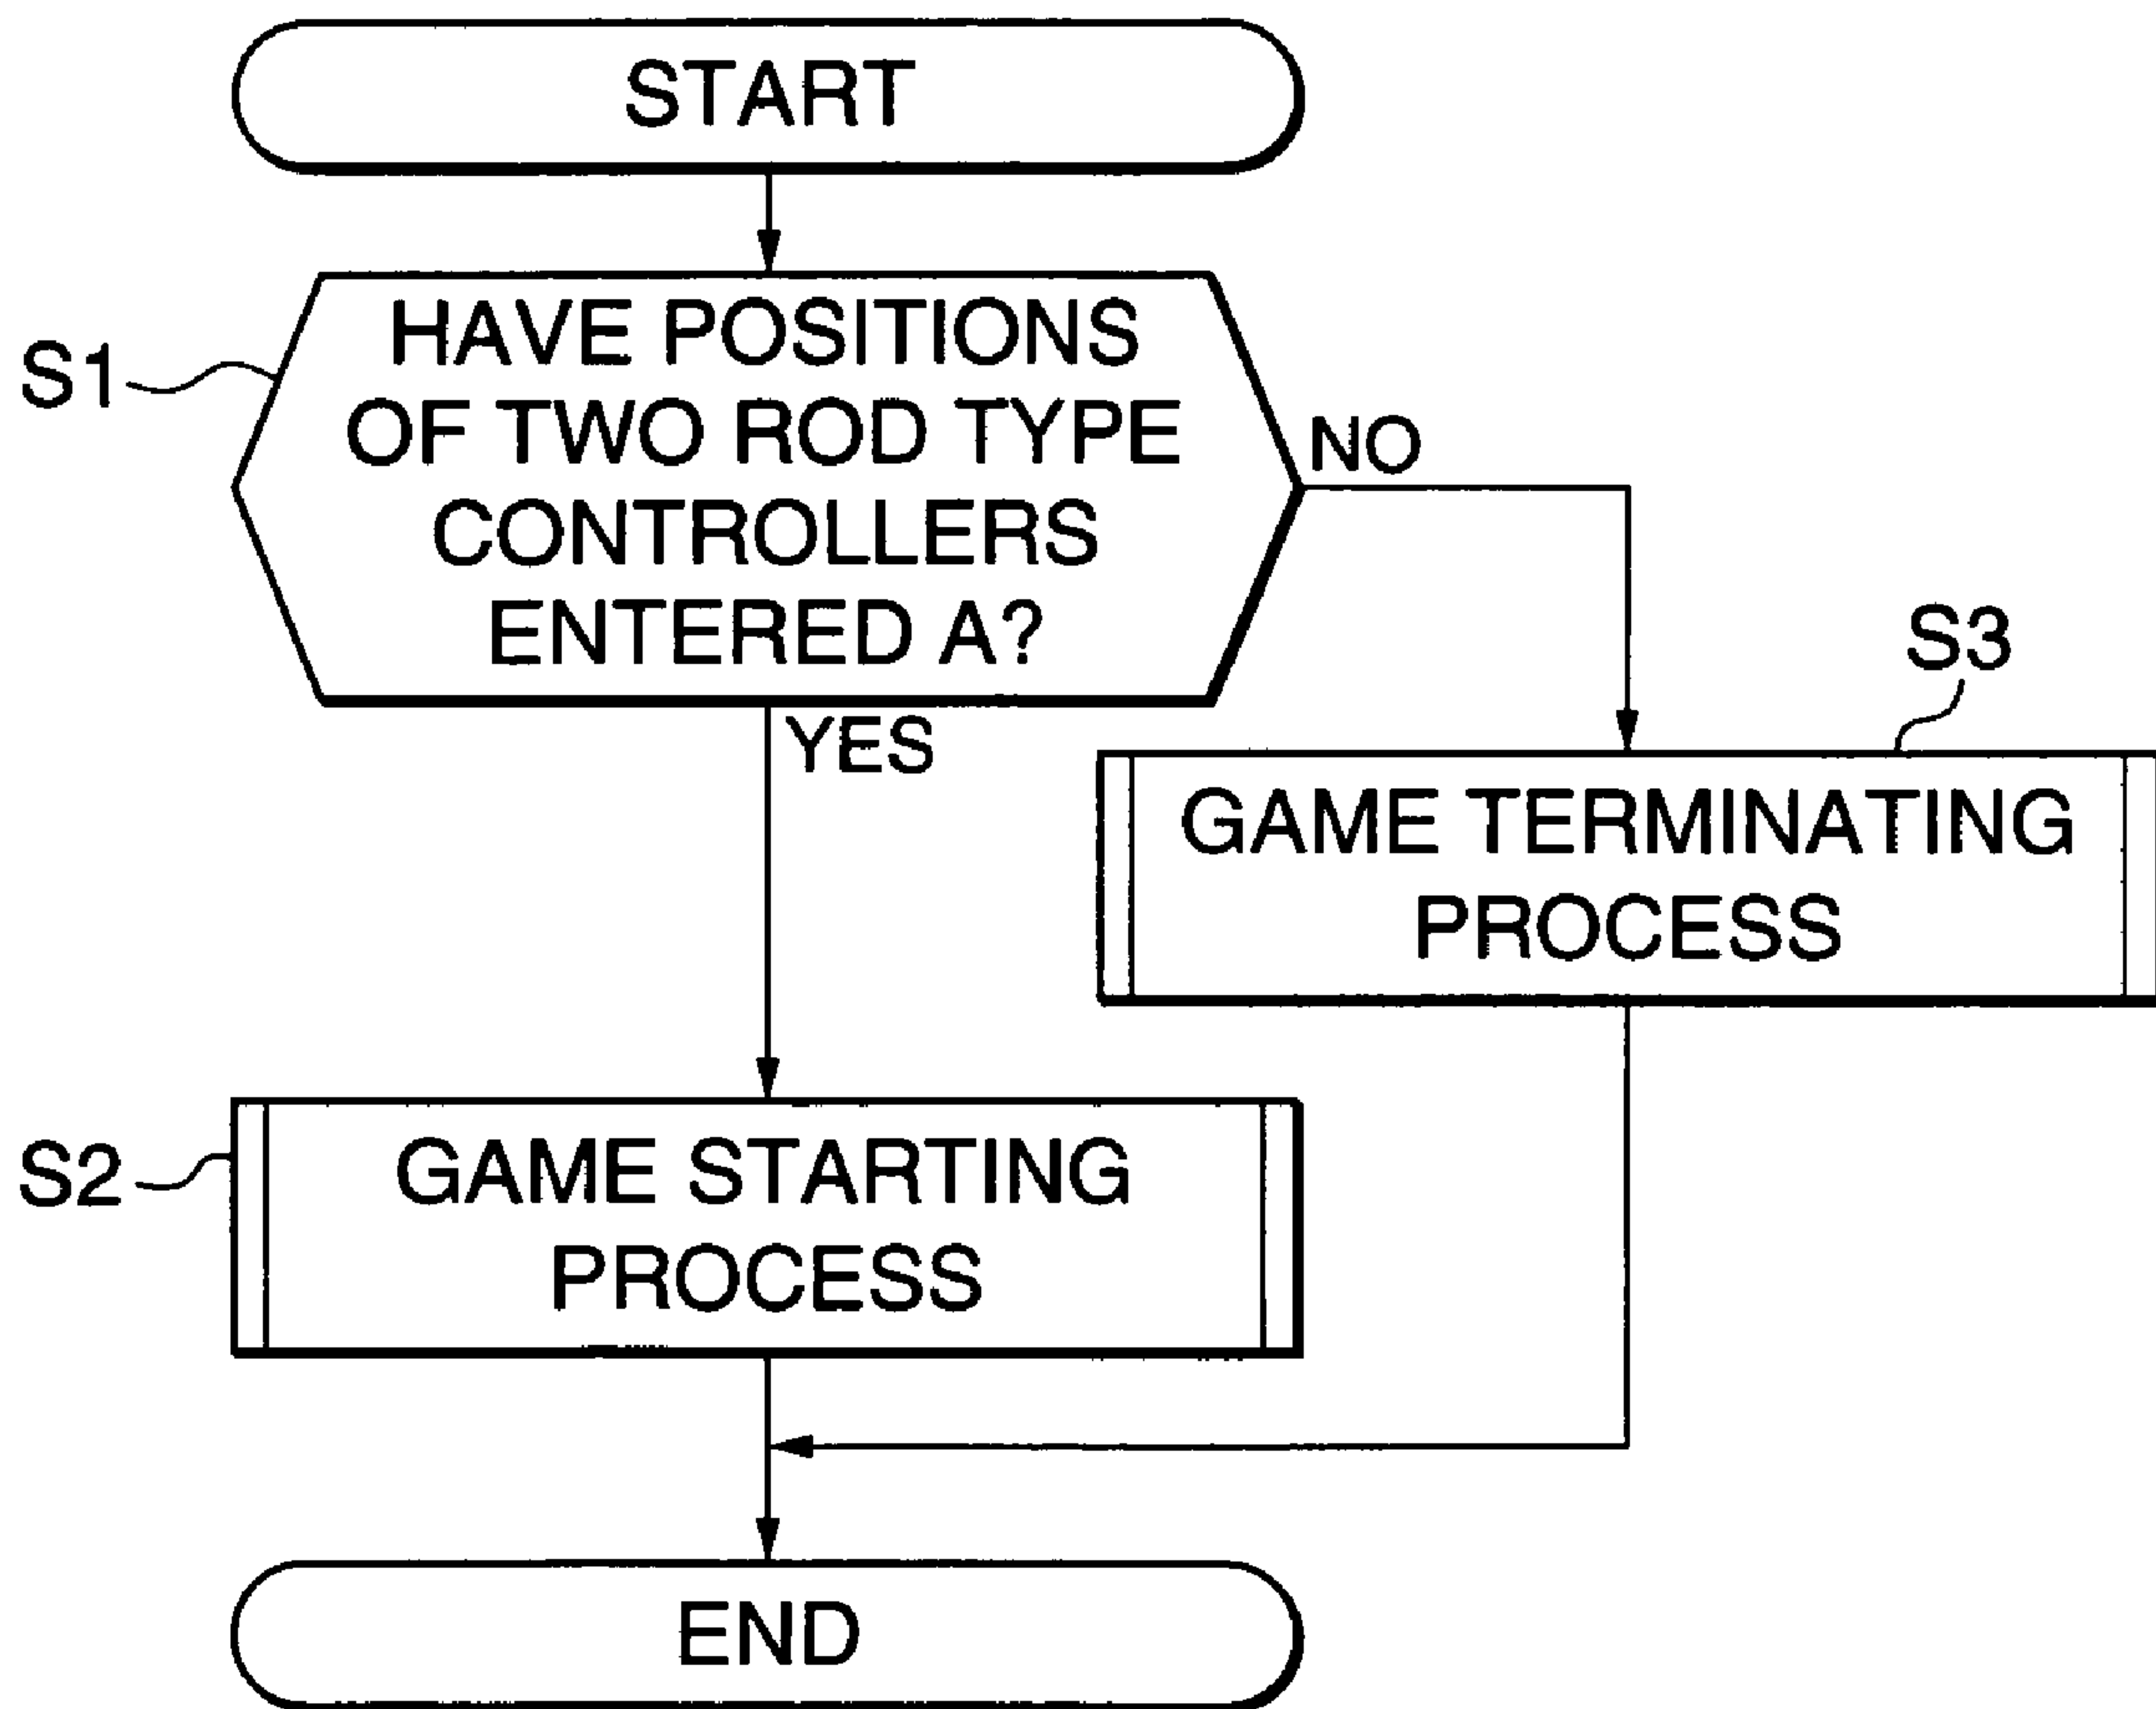 START
S1
HAVE POSITIONS
OF TWO ROD TYPE
CONTROLLERS
ENTERED A?
NO
YES
S3
GAME TERMINATING
PROCESS
S2
GAME STARTING
PROCESS
END